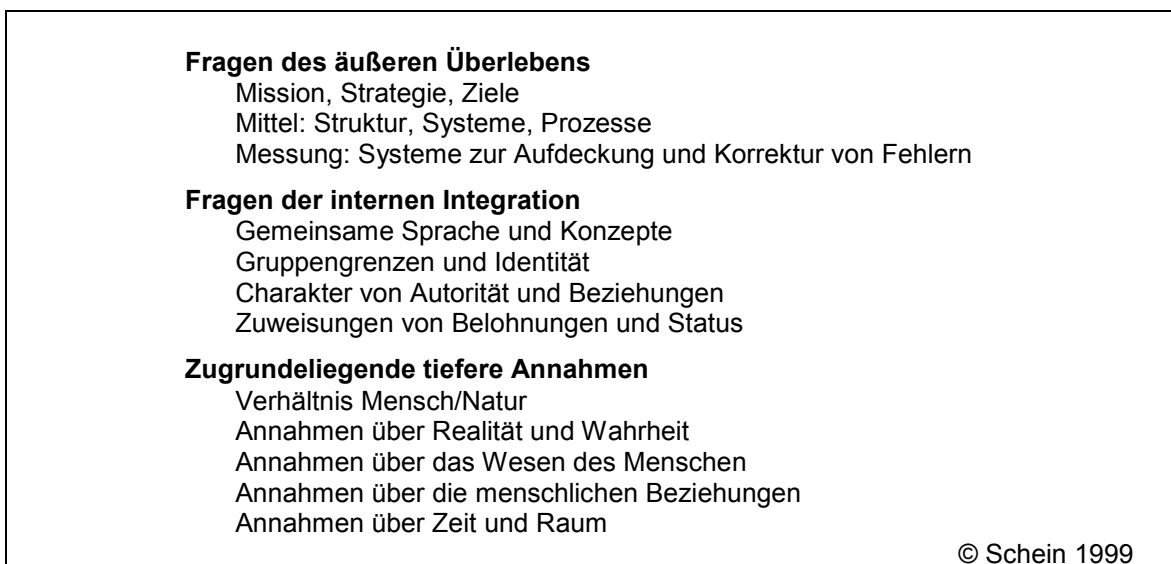 Fragen des äußeren Überlebens
Mission, Strategie, Ziele
Mittel: Struktur, Systeme, Prozesse
Messung: Systeme zur Aufdeckung und Korrektur von Fehlern
Fragen der internen Integration
Gemeinsame Sprache und Konzepte
Gruppengrenzen und Identität
Charakter von Autorität und Beziehungen
Zuweisungen von Belohnungen und Status
Zugrundeliegende tiefere Annahmen
Verhältnis Mensch/Natur
Annahmen über Realität und Wahrheit
Annahmen über das Wesen des Menschen
Annahmen über die menschlichen Beziehungen
Annahmen über Zeit und Raum
© Schein 1999